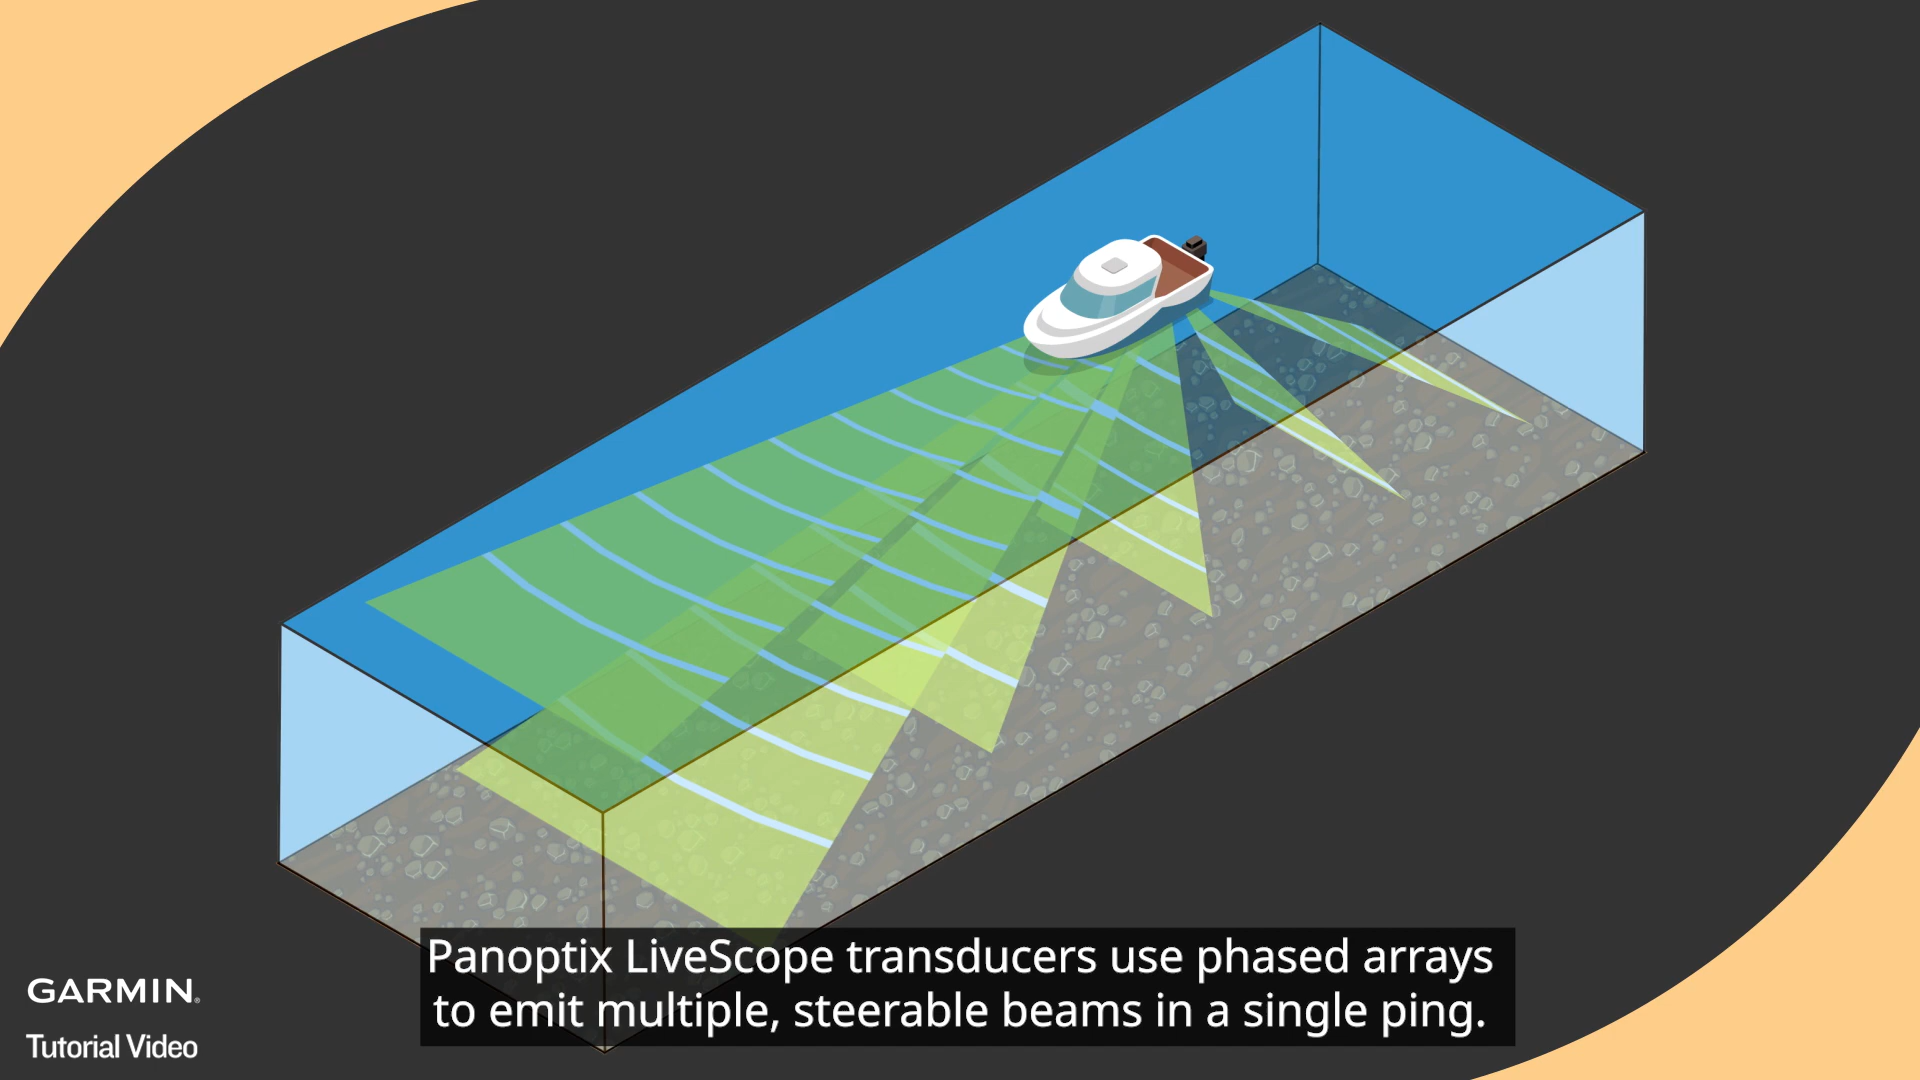 Panoptix LiveScope transducers use phased arrays
to emit multiple, steerable beams in a single ping.
GARMIN®
Tutorial Video